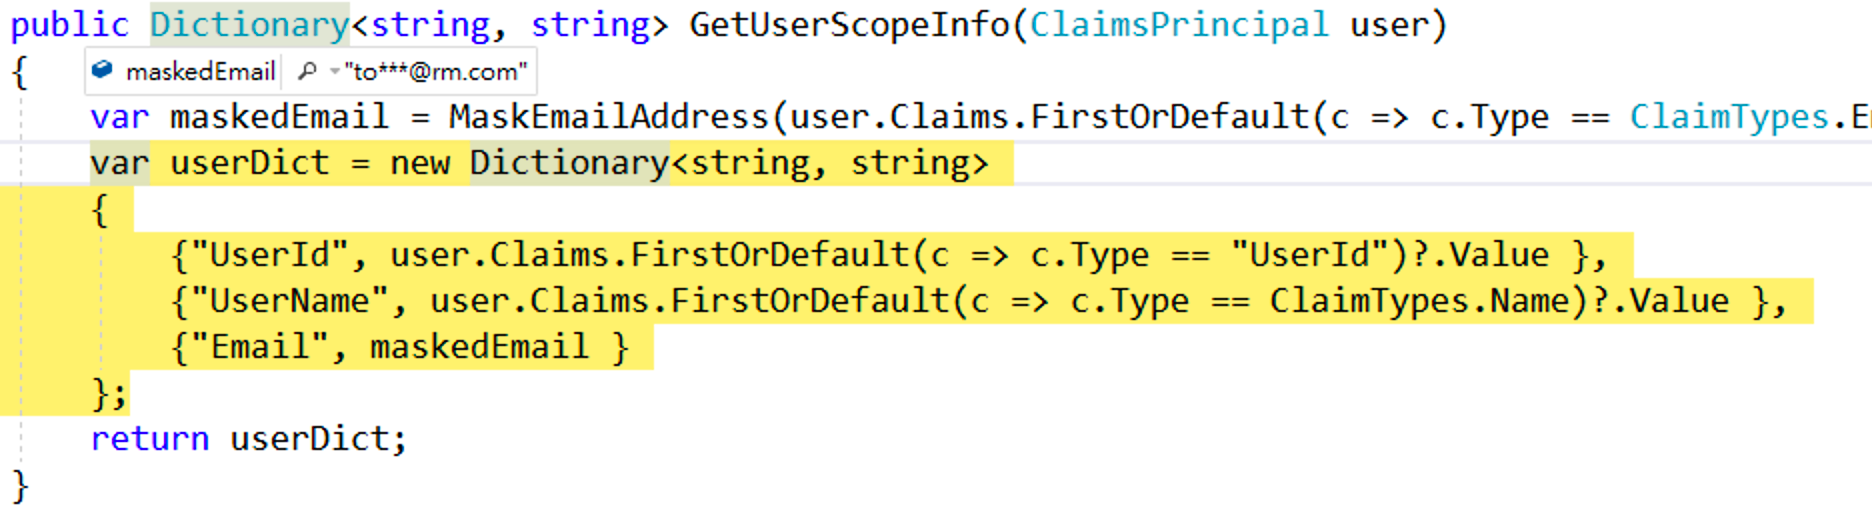 public Dictionary<string, string> GetUserScopeInfo(ClaimsPrincipal user)
{
maskedEmail "to***@rm.com"
var maskedEmail = MaskEmailAddress(user.Claims.FirstOrDefault(c => c.Type == ClaimTypes.
var userDict = new Dictionary<string, string>
{
{"UserId", user.Claims.FirstOrDefault(c => c.Type == "UserId")?.Value },
{"UserName", user.Claims.FirstOrDefault(c => c.Type == ClaimTypes.Name)?.Value },
{"Email", maskedEmail }
};
return userDict;
}